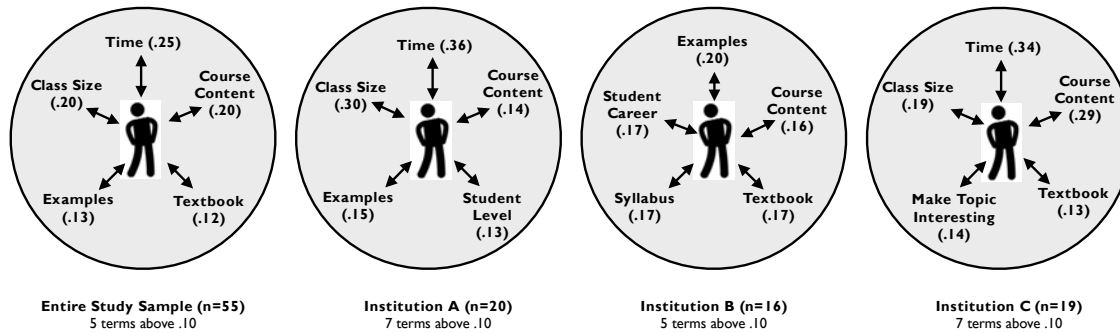 Time (.25)
Class Size
(.20)
Course
Content
(.20)
Examples
(.13)
Textbook
(.12)
Entire Study Sample (n=55)
5 terms above .10
Time (.36)
Class Size
(.30)
Course
Content
(.14)
Examples
(.15)
Student
Level
(.13)
Institution A (n=20)
7 terms above .10
Examples
(.20)
Student
Career
(.17)
Course
Content
(.16)
Syllabus
(.17)
Textbook
(.17)
Institution B (n=16)
5 terms above .10
Time (.34)
Class Size
(.19)
Course
Content
(.29)
Make Topic
Interesting
(.14)
Textbook
(.13)
Institution C (n=19)
7 terms above .10